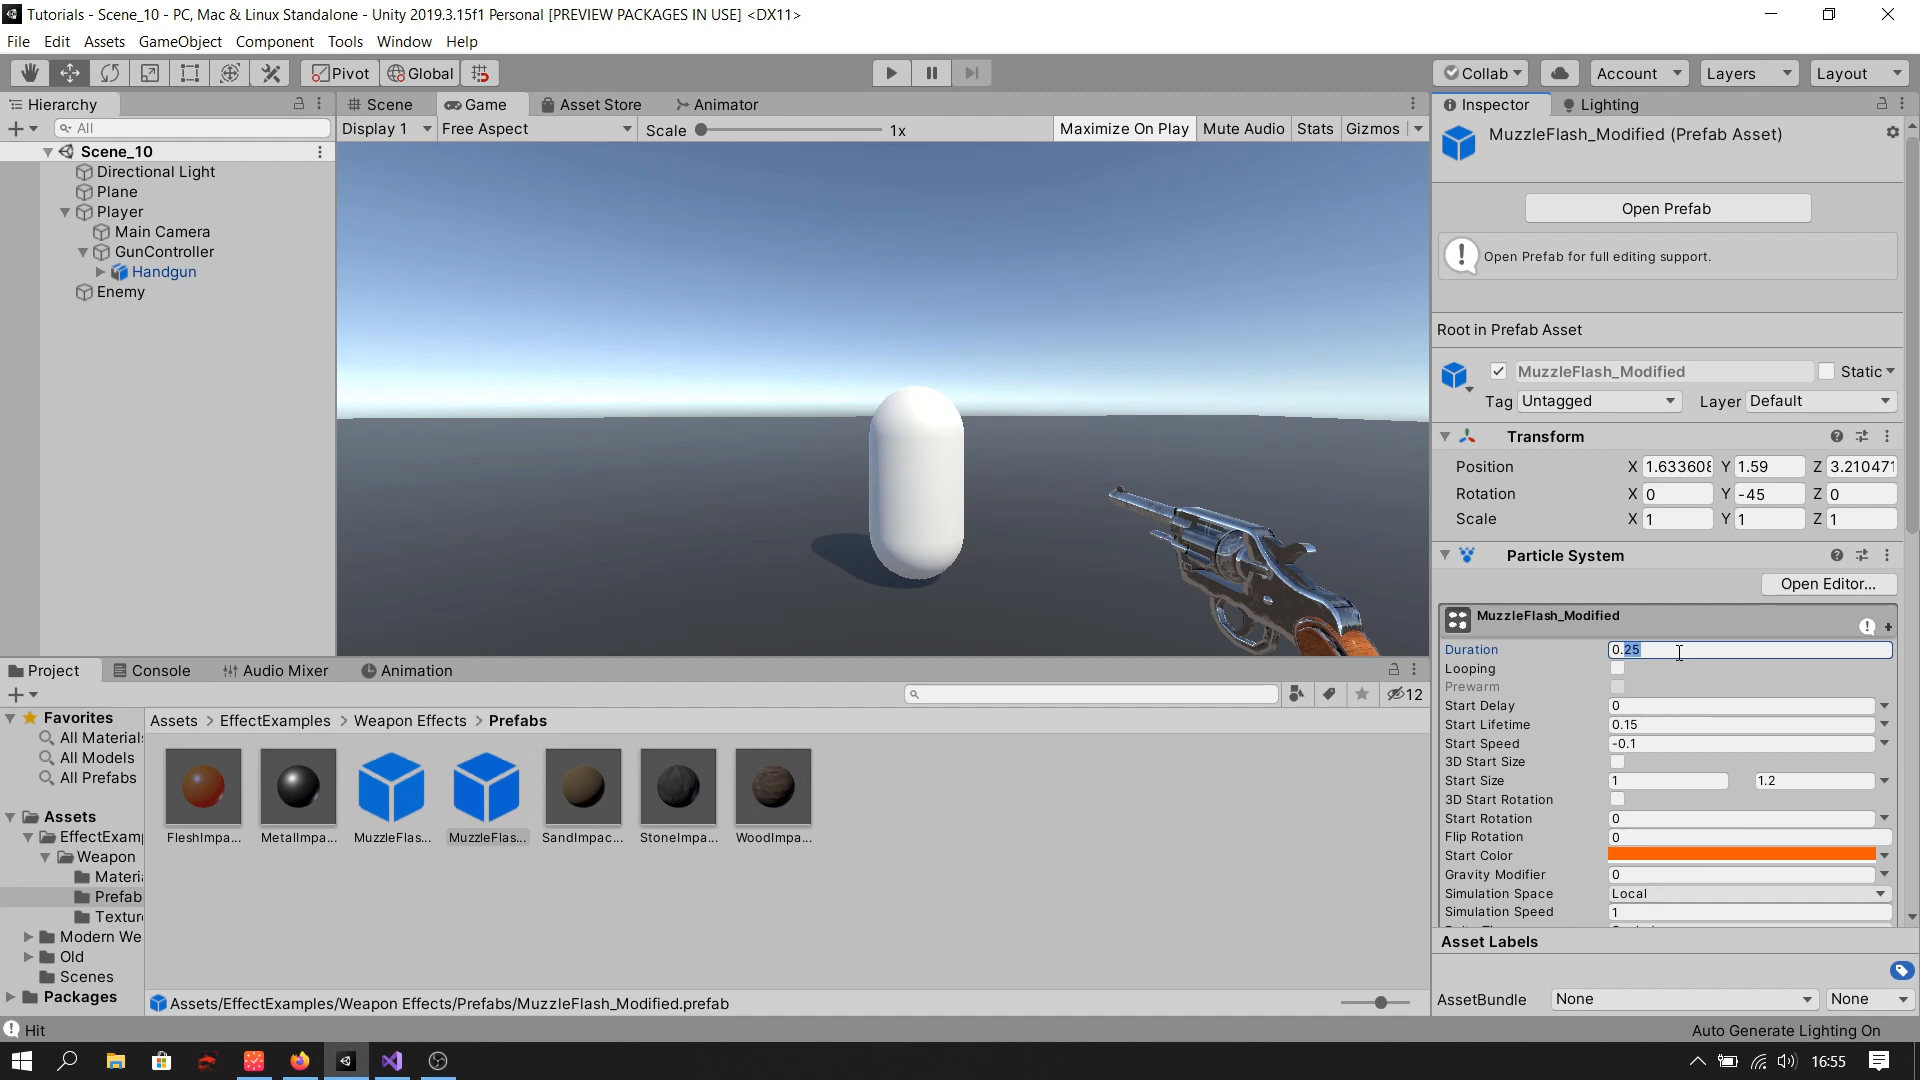 Tutorials - Scene_10 - PC, Mac & Linux Standalone - Unity 2019.3.15f1 Personal [PREVIEW PACKAGES IN USE] <DX11>
File Edit Assets GameObject Component Tools Window Help
Pivot Global Collab Account Layers Layout
Hierarchy Scene Game Asset Store Animator Inspector Lighting
All Display 1 Free Aspect Scale 1x Maximize On Play Mute Audio Stats Gizmos
MuzzleFlash_Modified (Prefab Asset)
Open Prefab
Open Prefab for full editing support.
Root in Prefab Asset
MuzzleFlash_Modified Static
Tag Untagged Layer Default
Transform
Position X 1.633608 Y 1.59 Z 3.210471
Rotation X 0 Y -45 Z 0
Scale X 1 Y 1 Z 1
Particle System
Open Editor...
MuzzleFlash_Modified
Duration 0.25
Looping
Prewarm
Start Delay 0
Start Lifetime 0.15
Start Speed -0.1
3D Start Size
Start Size 1 1.2
3D Start Rotation
Start Rotation 0
Flip Rotation 0
Start Color
Gravity Modifier 0
Simulation Space Local
Simulation Speed 1
Asset Labels
AssetBundle None None
Scene_10
Directional Light
Plane
Player
Main Camera
GunController
Handgun
Enemy
Project Console Audio Mixer Animation
12
Favorites
All Material
All Models
All Prefabs
Assets
EffectExam
Weapon
Materi
Prefab
Textur
Modern We
Old
Scenes
Packages
Assets > EffectExamples > Weapon Effects > Prefabs
FleshImpa... MetalImpa... MuzzleFlas... MuzzleFlas... SandImpac... StoneImpa... WoodImpa...
Assets/EffectExamples/Weapon Effects/Prefabs/MuzzleFlash_Modified.prefab
Hit
Auto Generate Lighting On
16:55